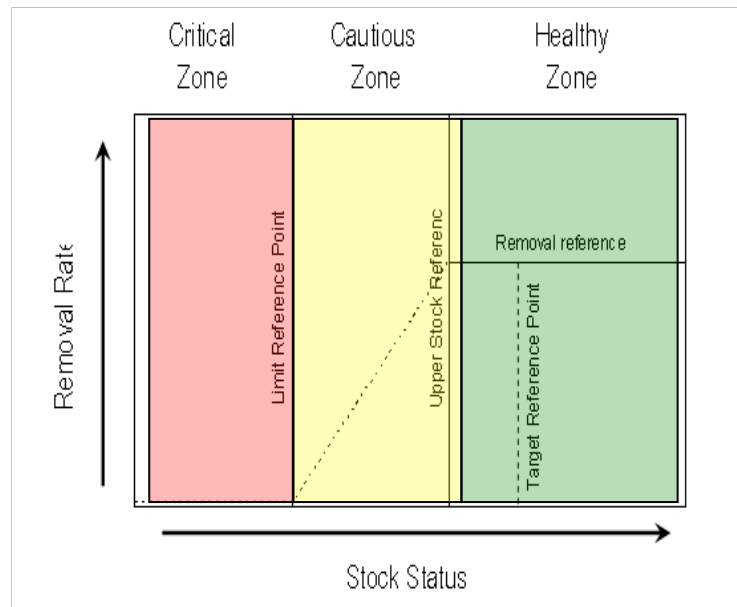 Critical
Zone
Cautious
Zone
Healthy
Zone
Removal Rate
Limit Reference Point
Upper Stock Referenc
Removal reference
Target Reference Point
Stock Status